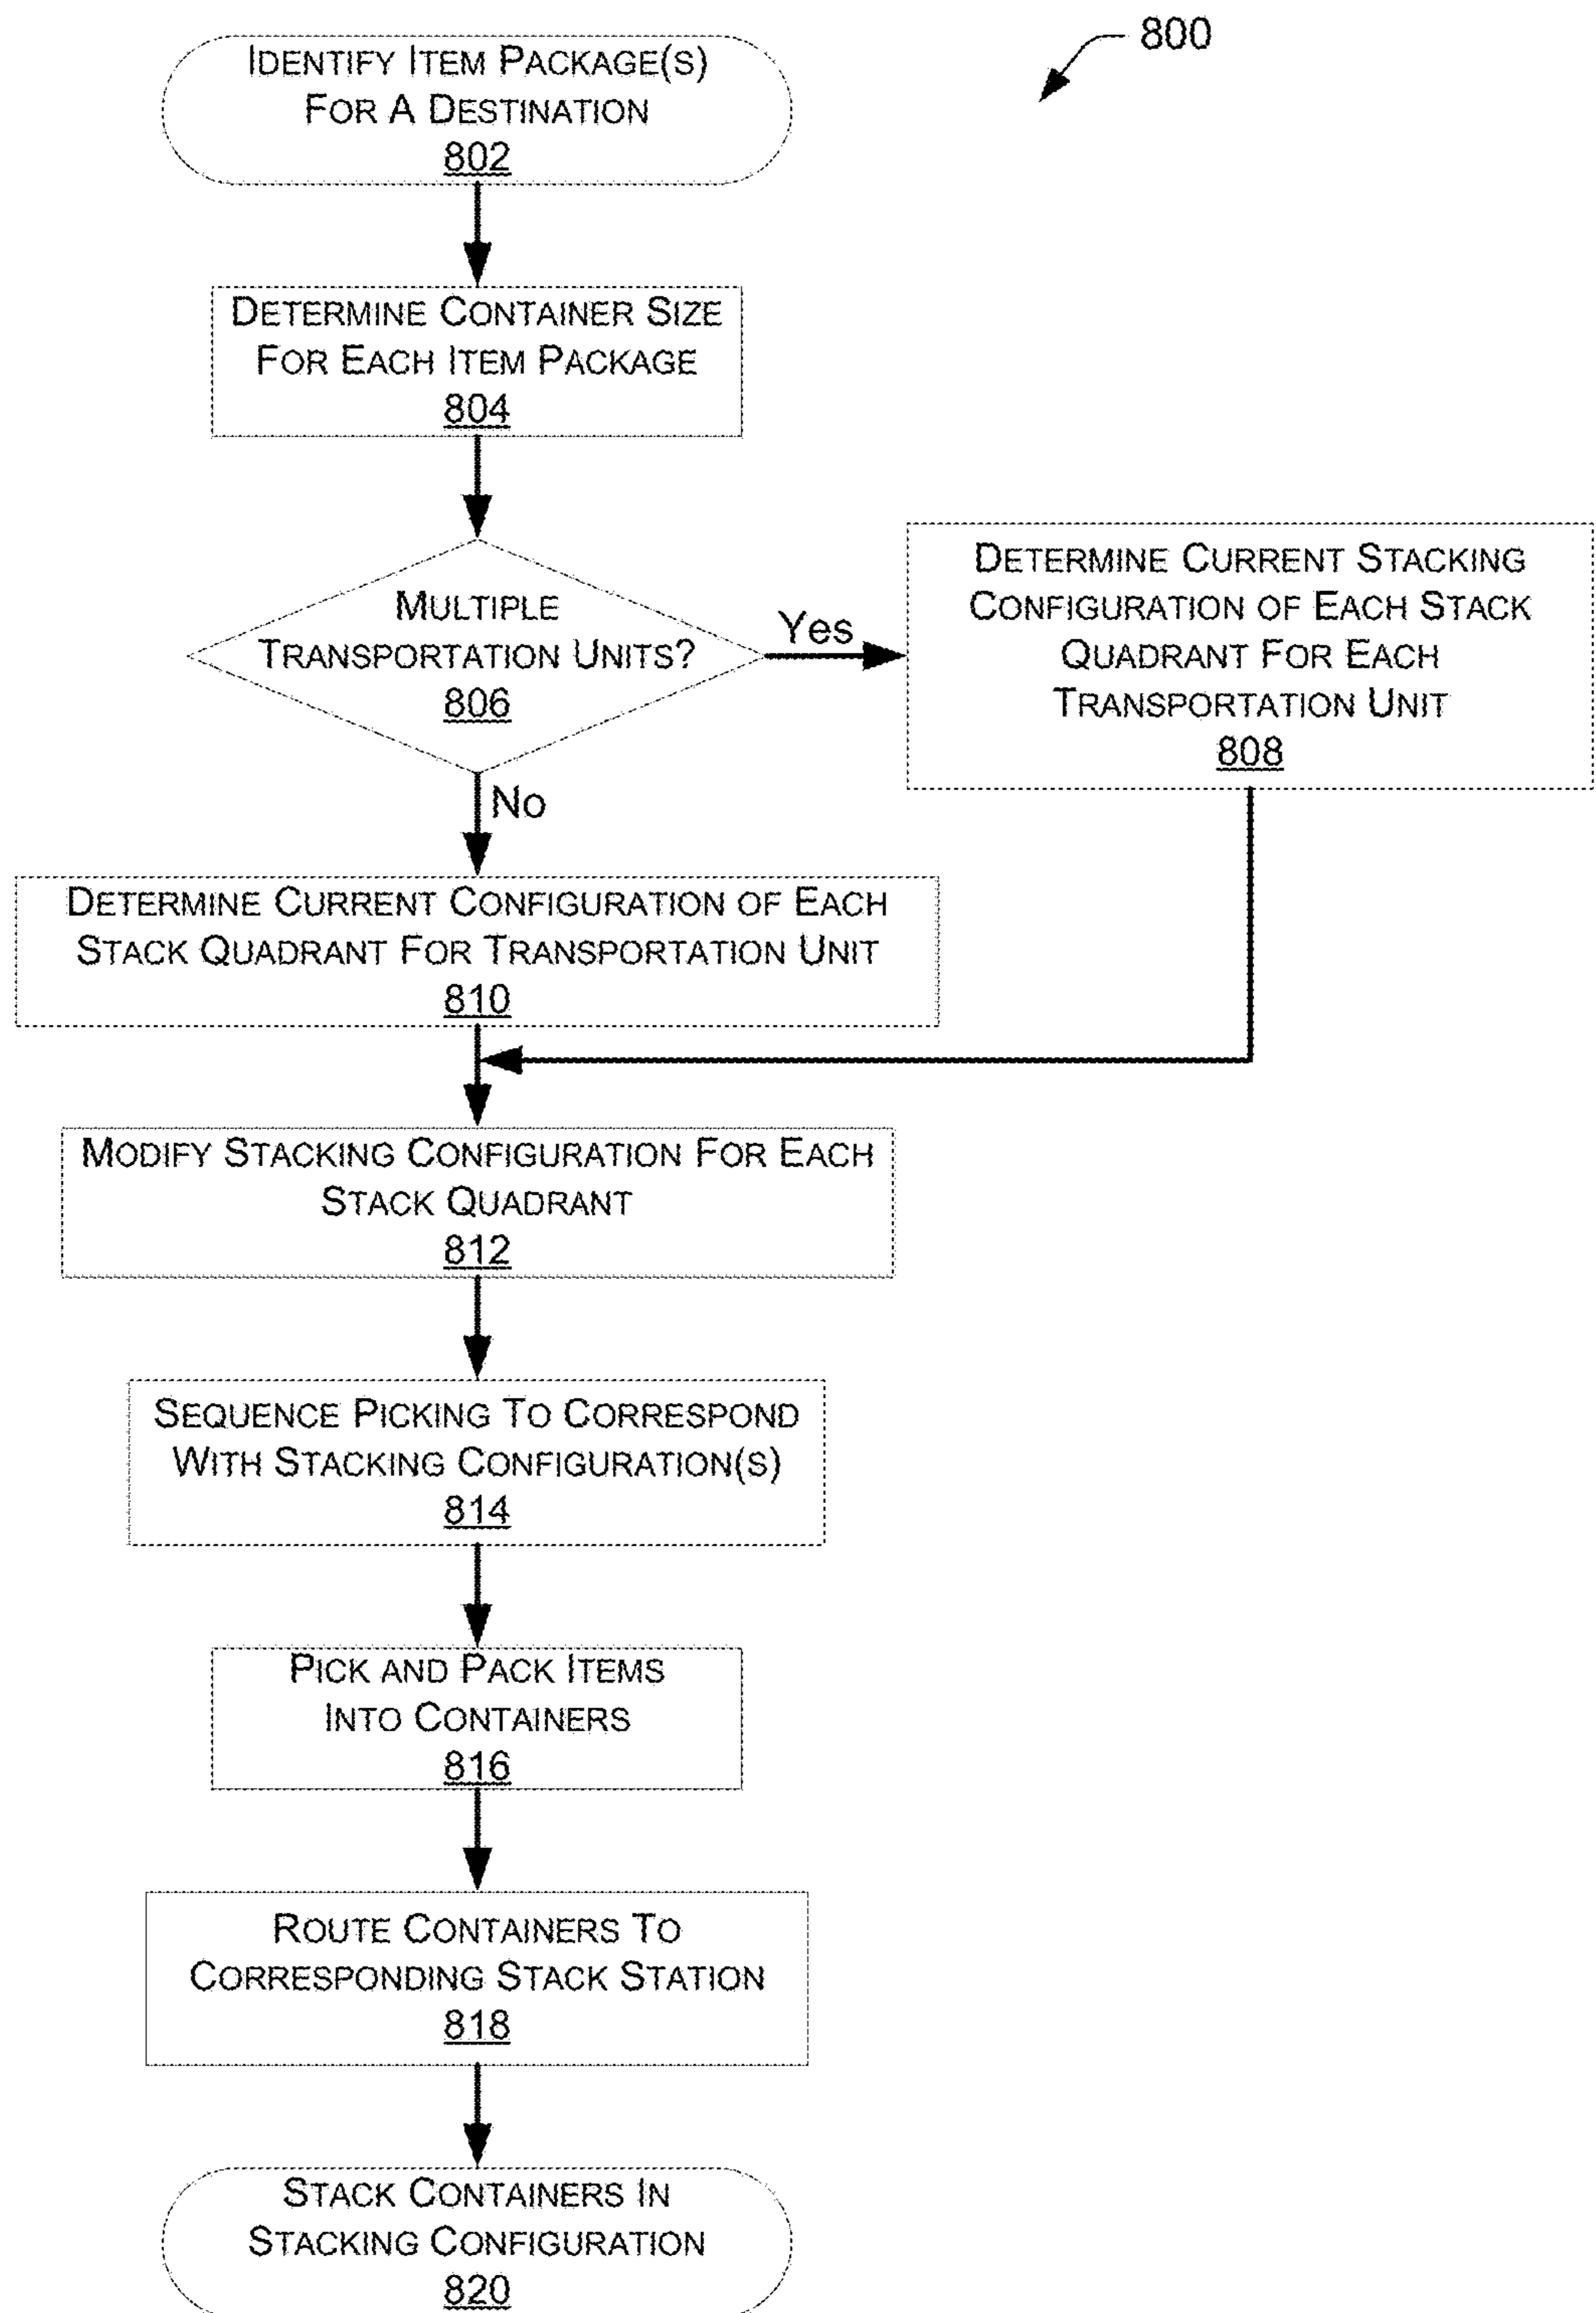 800
IDENTIFY ITEM PACKAGE(S)
FOR A DESTINATION
802
DETERMINE CONTAINER SIZE
FOR EACH ITEM PACKAGE
804
MULTIPLE
TRANSPORTATION UNITS?
806
Yes
DETERMINE CURRENT STACKING
CONFIGURATION OF EACH STACK
QUADRANT FOR EACH
TRANSPORTATION UNIT
808
No
DETERMINE CURRENT CONFIGURATION OF EACH
STACK QUADRANT FOR TRANSPORTATION UNIT
810
MODIFY STACKING CONFIGURATION FOR EACH
STACK QUADRANT
812
SEQUENCE PICKING TO CORRESPOND
WITH STACKING CONFIGURATION(S)
814
PICK AND PACK ITEMS
INTO CONTAINERS
816
ROUTE CONTAINERS TO
CORRESPONDING STACK STATION
818
STACK CONTAINERS IN
STACKING CONFIGURATION
820